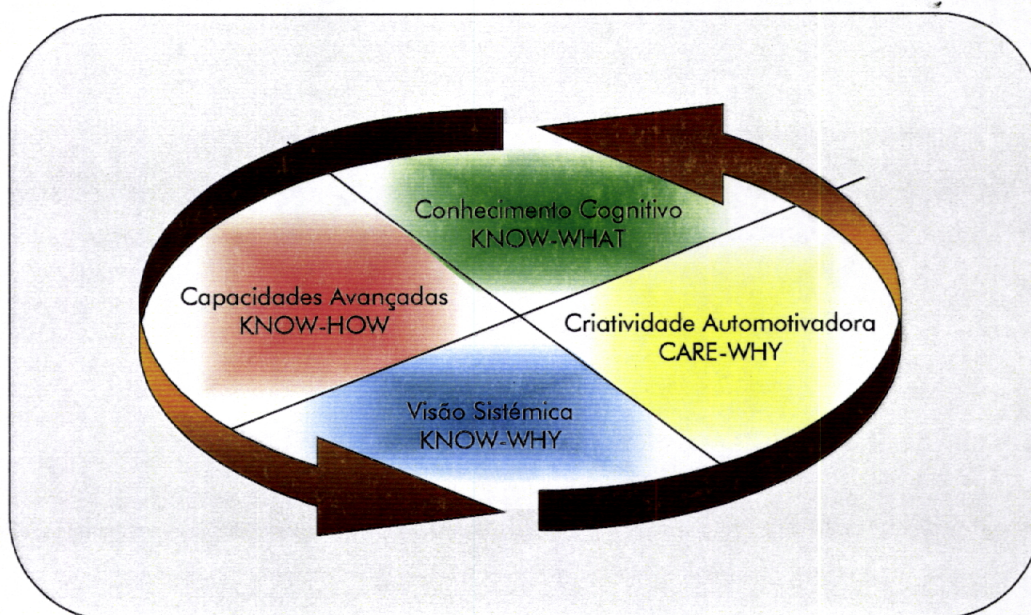 Conhecimento Cognitivo
KNOW-WHAT
Capacidades Avançadas
KNOW-HOW
Criatividade Automotivadora
CARE-WHY
Visão Sistémica
KNOW-WHY